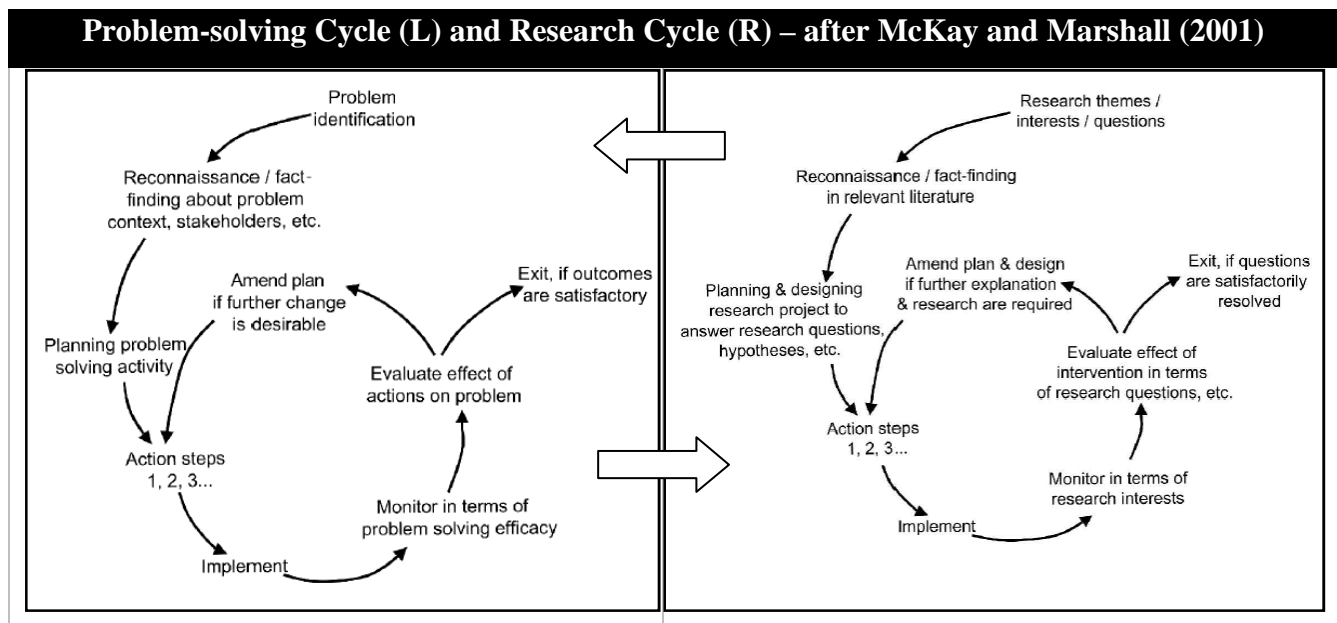 Problem-solving Cycle (L) and Research Cycle (R) – after McKay and Marshall (2001)
Problem
identification
Reconnaissance / fact-
finding about problem
context, stakeholders, etc.
Amend plan
if further change
is desirable
Exit, if outcomes
are satisfactory
Planning problem
solving activity
Evaluate effect of
actions on problem
Action steps
1, 2, 3...
Monitor in terms of
problem solving efficacy
Implement
Research themes /
interests / questions
Reconnaissance / fact-finding
in relevant literature
Amend plan & design
if further explanation
& research are required
Exit, if questions
are satisfactorily
resolved
Planning & designing
research project to
answer research questions,
hypotheses, etc.
Evaluate effect of
intervention in terms
of research questions, etc.
Action steps
1, 2, 3...
Monitor in terms of
research interests
Implement